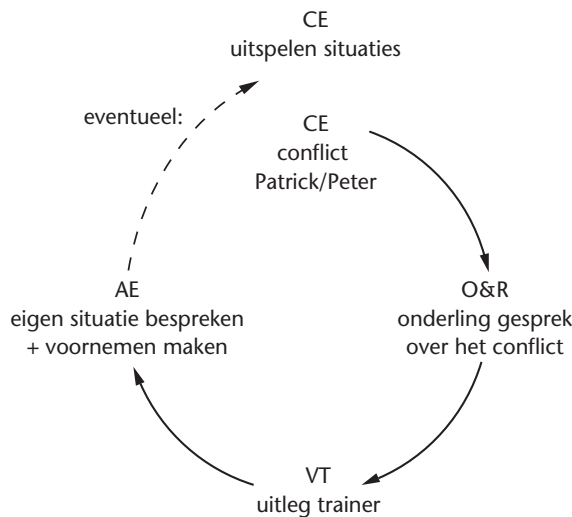 CE
uitspelen situaties
eventueel:
CE
conflict
Patrick/Peter
AE
eigen situatie bespreken
+ voornemen maken
O&R
onderling gesprek
over het conflict
VT
uitleg trainer